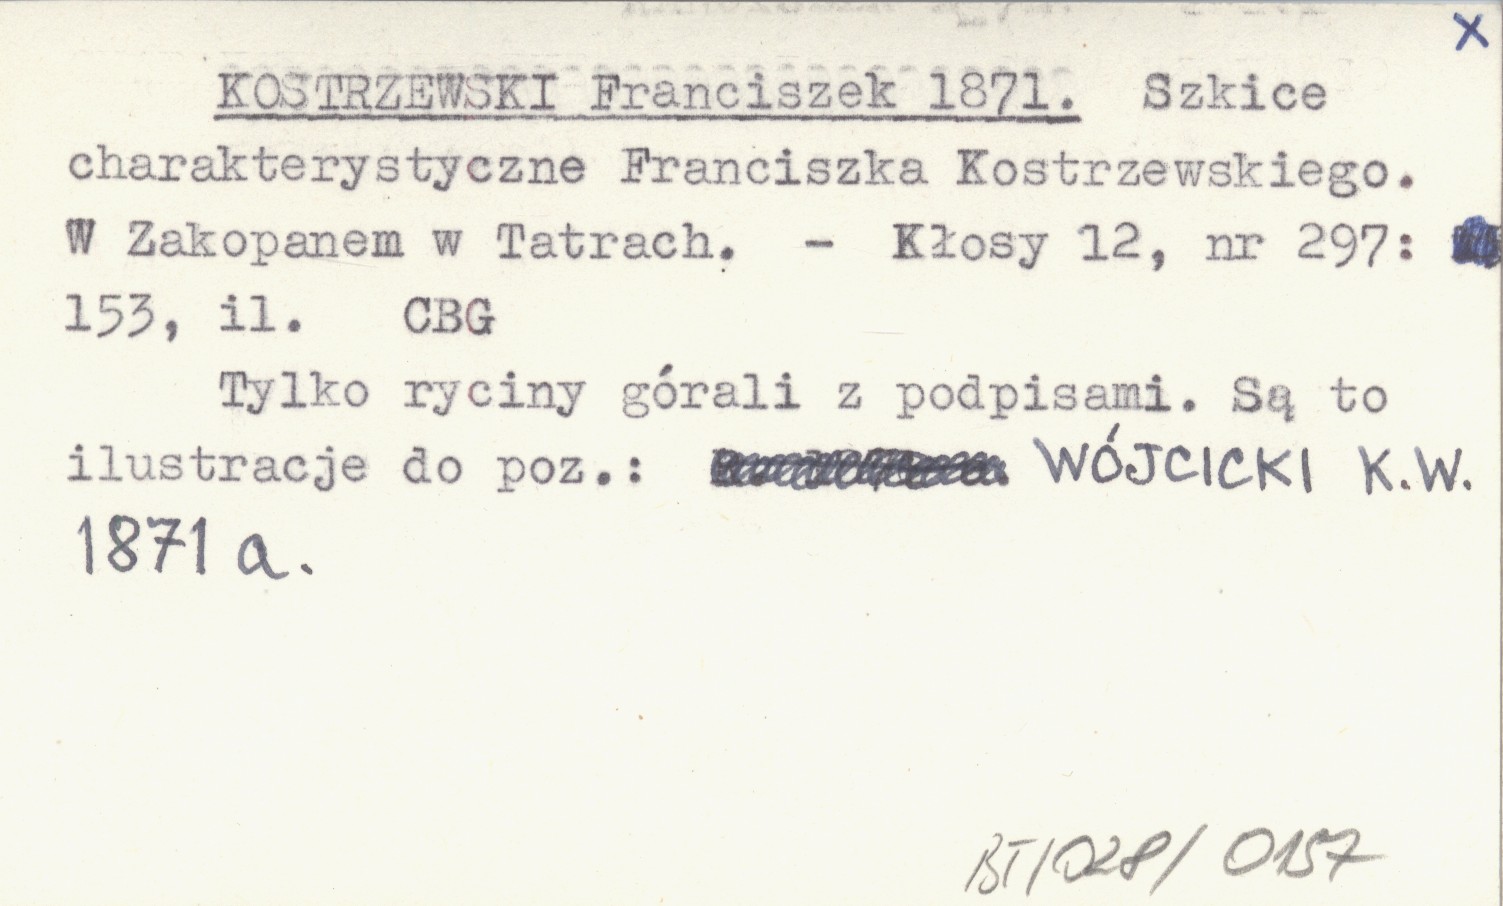 x
KOSTRZEWSKI Franciszek 1871. Szkice
charakterystyczne Franciszka Kostrzewskiego.
W Zakopanem w Tatrach. - Kłosy 12, nr 297:
153, il. CBG
Tylko ryciny górali z podpisami. Są to
ilustracje do poz.: WÓJCICKI K.W.
1871 a.
BT/028/0157